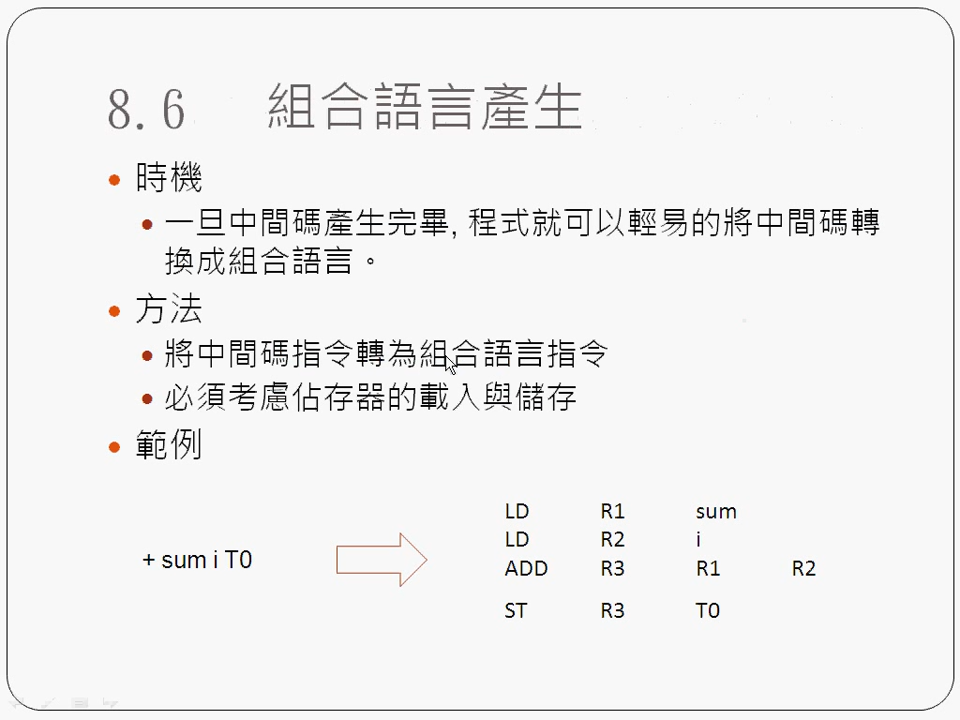 8.6 組合語言產生
時機
一旦中間碼產生完畢, 程式就可以輕易的將中間碼轉
換成組合語言。
方法
將中間碼指令轉為組合語言指令
必須考慮佔存器的載入與儲存
範例
+ sum i T0
LD R1 sum
LD R2 i
ADD R3 R1 R2
ST R3 T0